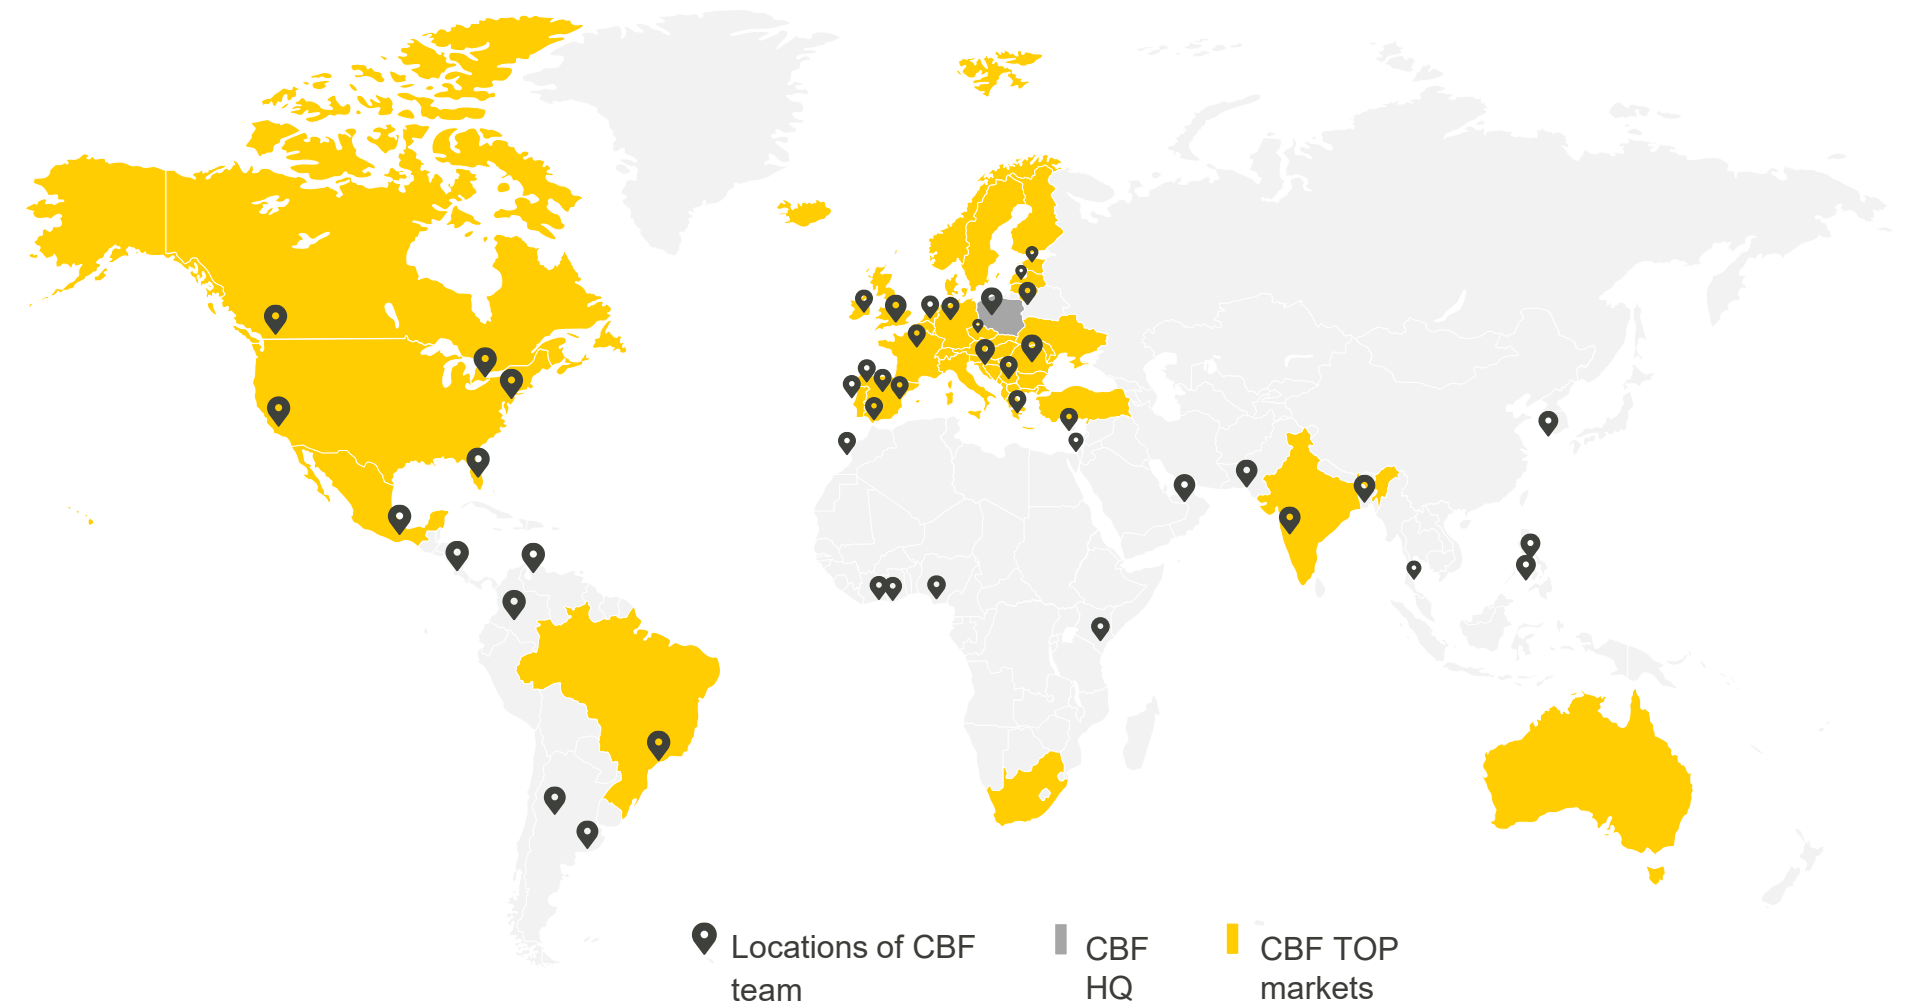 Locations of CBF
team
CBF
HQ
CBF TOP
markets